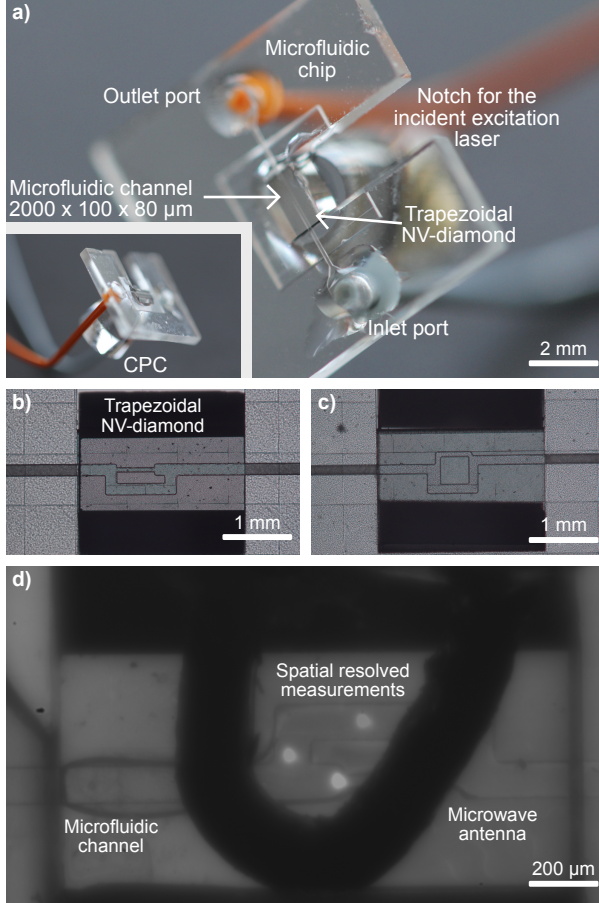 a)
Microfluidic
chip
Outlet port
Notch for the
incident excitation
laser
Microfluidic channel
2000 x 100 x 80 µm
Trapezoidal
NV-diamond
Inlet port
CPC
2 mm
b)
Trapezoidal
NV-diamond
1 mm
c)
1 mm
d)
Spatial resolved
measurements
Microfluidic
channel
Microwave
antenna
200 µm